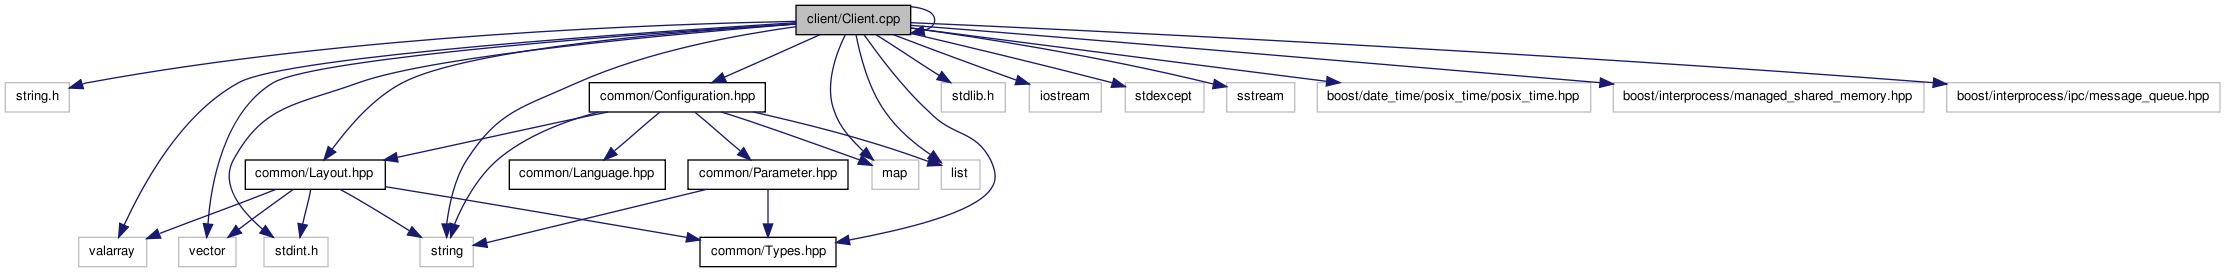 client/Client.cpp
string.h
common/Configuration.hpp
stdlib.h
iostream
stdexcept
sstream
boost/date_time/posix_time/posix_time.hpp
boost/interprocess/managed_shared_memory.hpp
boost/interprocess/ipc/message_queue.hpp
common/Layout.hpp
common/Language.hpp
common/Parameter.hpp
map
list
valarray
vector
stdint.h
string
common/Types.hpp